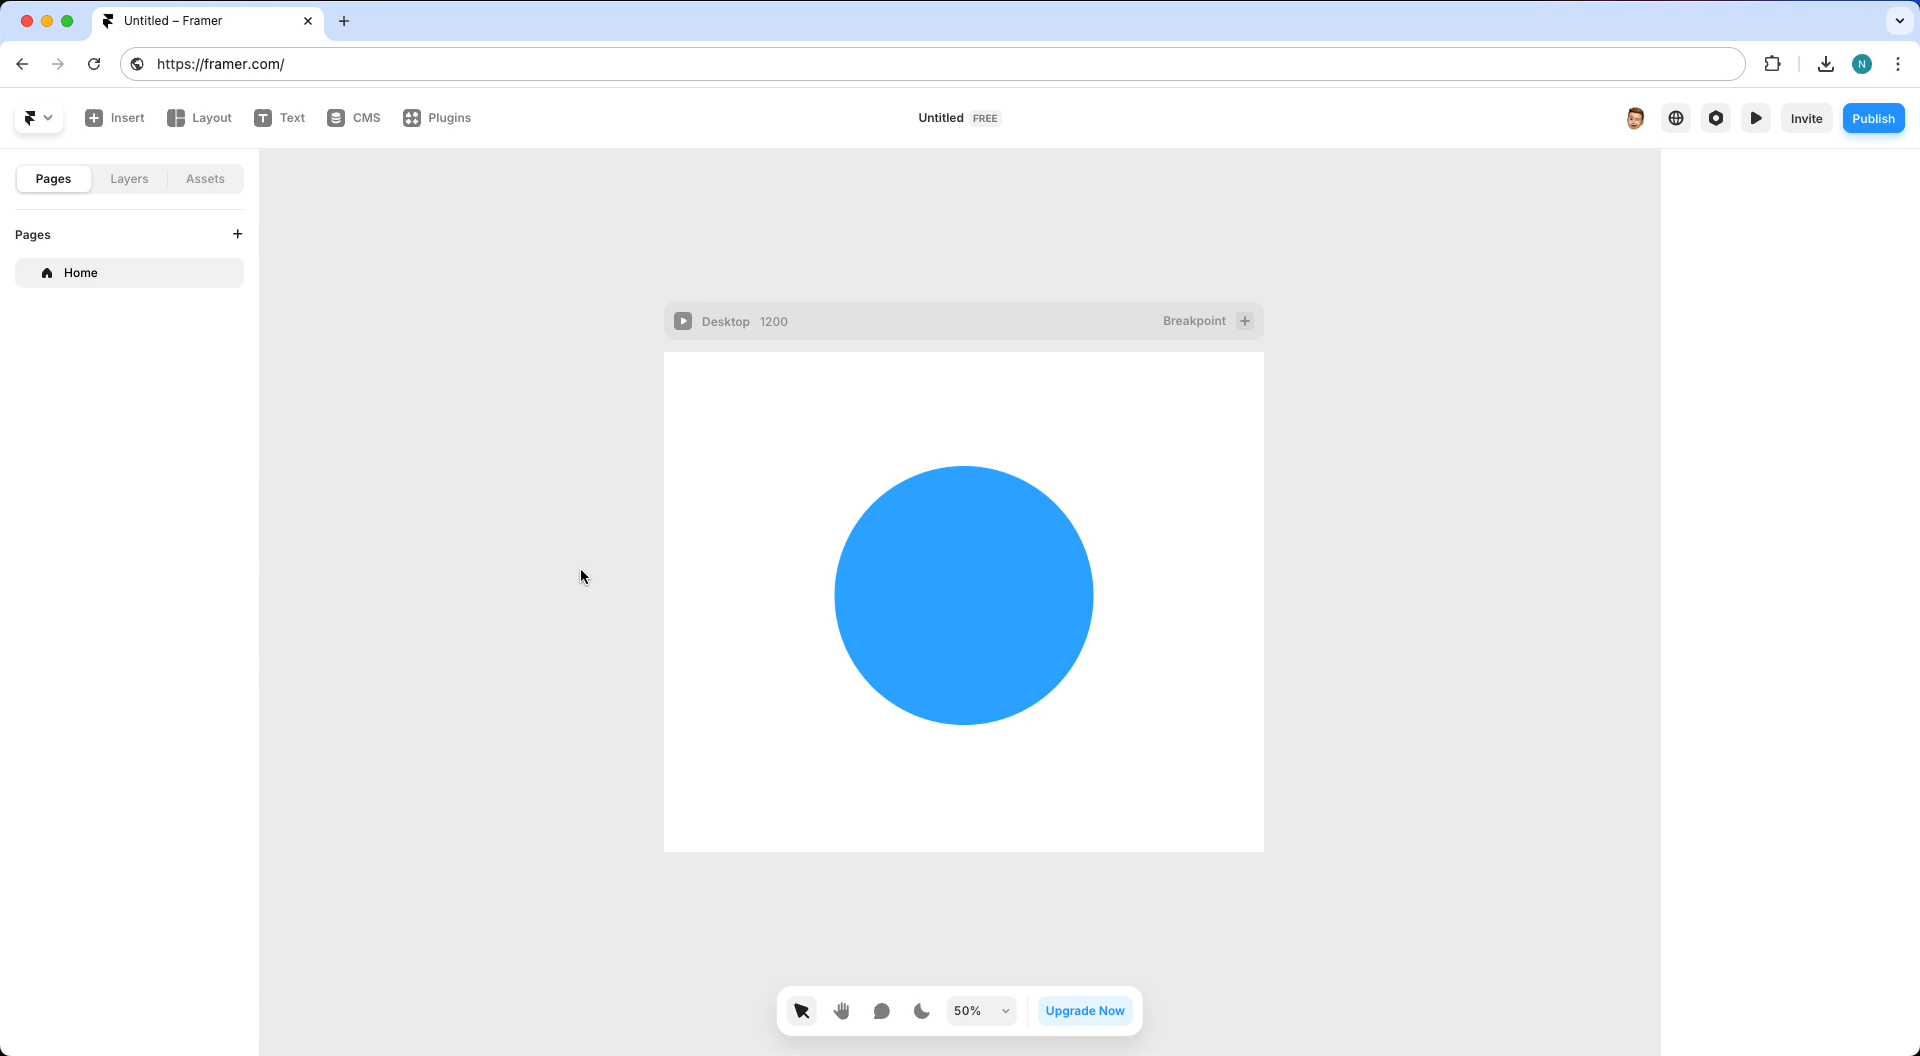 Untitled – Framer
https://framer.com/
Insert Layout Text CMS Plugins
Untitled FREE
Invite Publish
Pages Layers Assets
Pages
Home
Desktop 1200 Breakpoint
50% Upgrade Now
N